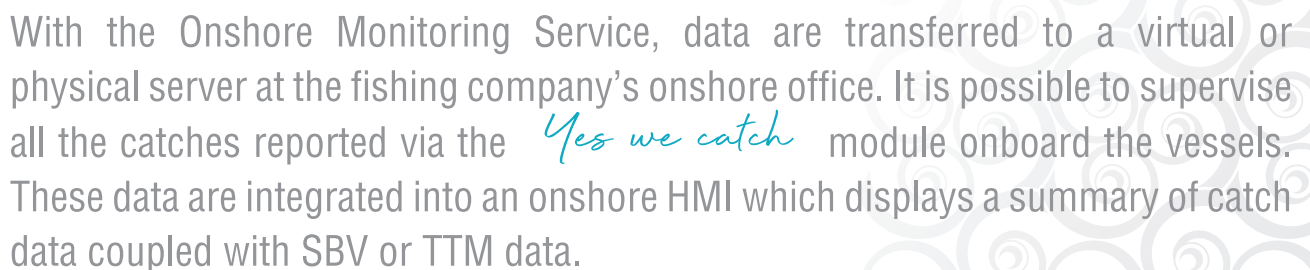 With the Onshore Monitoring Service, data are transferred to a virtual or
physical server at the fishing company's onshore office. It is possible to supervise
all the catches reported via the Yes we catch module onboard the vessels.
These data are integrated into an onshore HMI which displays a summary of catch
data coupled with SBV or TTM data.